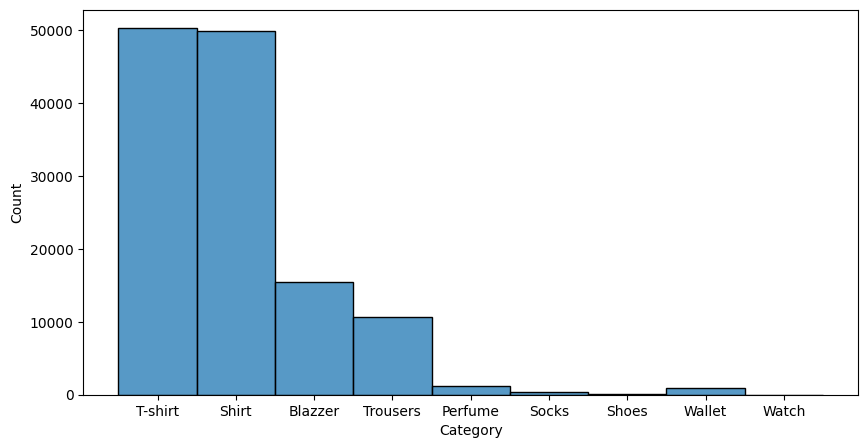 50000
40000
30000
20000
10000
0
Count
T-shirt Shirt Blazzer Trousers Perfume Socks Shoes Wallet Watch
Category